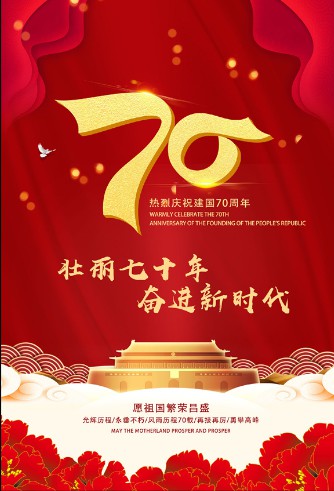 70
热烈庆祝建国70周年
WARMLY CELEBRATE THE 70TH
ANNIVERSARY OF THE FOUNDING OF THE PEOPLE'S REPUBLIC
壮丽七十年
奋进新时代
愿祖国繁荣昌盛
光辉历程/永垂不朽/风雨历程70载/再接再厉/勇攀高峰
MAY THE MOTHERLAND PROSPER AND PROSPER